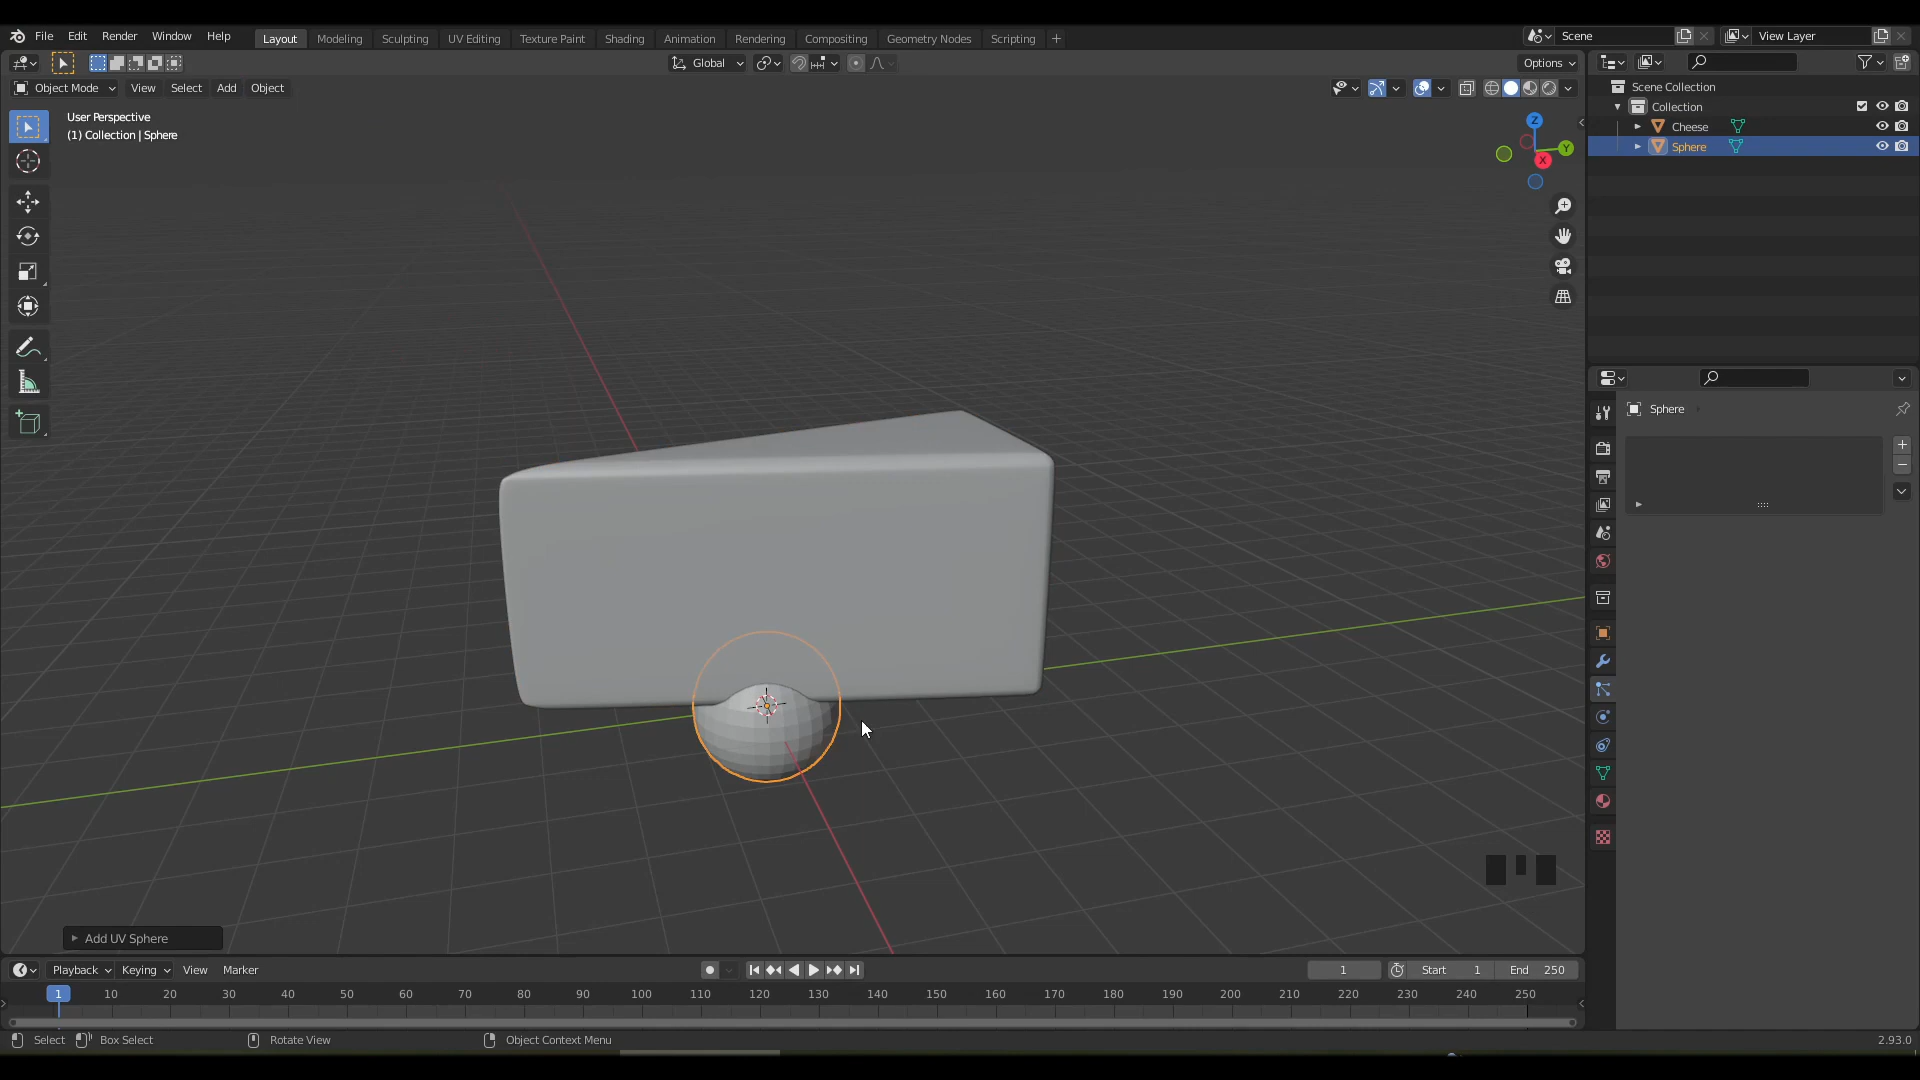 File Edit Render Window Help Layout Modeling Sculpting UV Editing Texture Paint Shading Animation Rendering Compositing Geometry Nodes Scripting + Scene View Layer
Global Options
Object Mode View Select Add Object
User Perspective
(1) Collection | Sphere
Z
Y
X
Scene Collection
Collection
Cheese
Sphere
Sphere
Add UV Sphere
Playback Keying View Marker 1 Start 1 End 250
1 10 20 30 40 50 60 70 80 90 100 110 120 130 140 150 160 170 180 190 200 210 220 230 240 250
Select Box Select Rotate View Object Context Menu 2.93.0